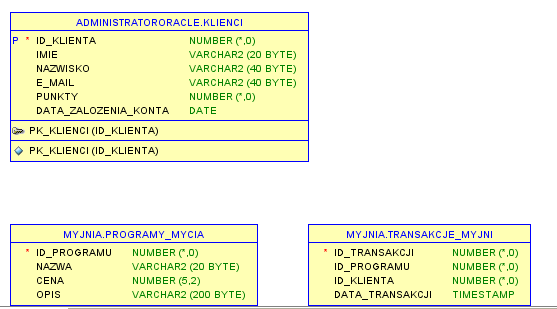 ADMINISTRATORORACLE.KLIENCI
P * ID_KLIENTA NUMBER (*,0)
IMIE VARCHAR2 (20 BYTE)
NAZWISKO VARCHAR2 (40 BYTE)
E_MAIL VARCHAR2 (40 BYTE)
PUNKTY NUMBER (*,0)
DATA_ZALOZENIA_KONTA DATE
PK_KLIENCI (ID_KLIENTA)
PK_KLIENCI (ID_KLIENTA)
MYJNIA.PROGRAMY_MYCIA
* ID_PROGRAMU NUMBER (*,0)
NAZWA VARCHAR2 (20 BYTE)
CENA NUMBER (5,2)
OPIS VARCHAR2 (200 BYTE)
MYJNIA.TRANSAKCJE_MYJNI
* ID_TRANSAKCJI NUMBER (*,0)
ID_PROGRAMU NUMBER (*,0)
ID_KLIENTA NUMBER (*,0)
DATA_TRANSAKCJI TIMESTAMP